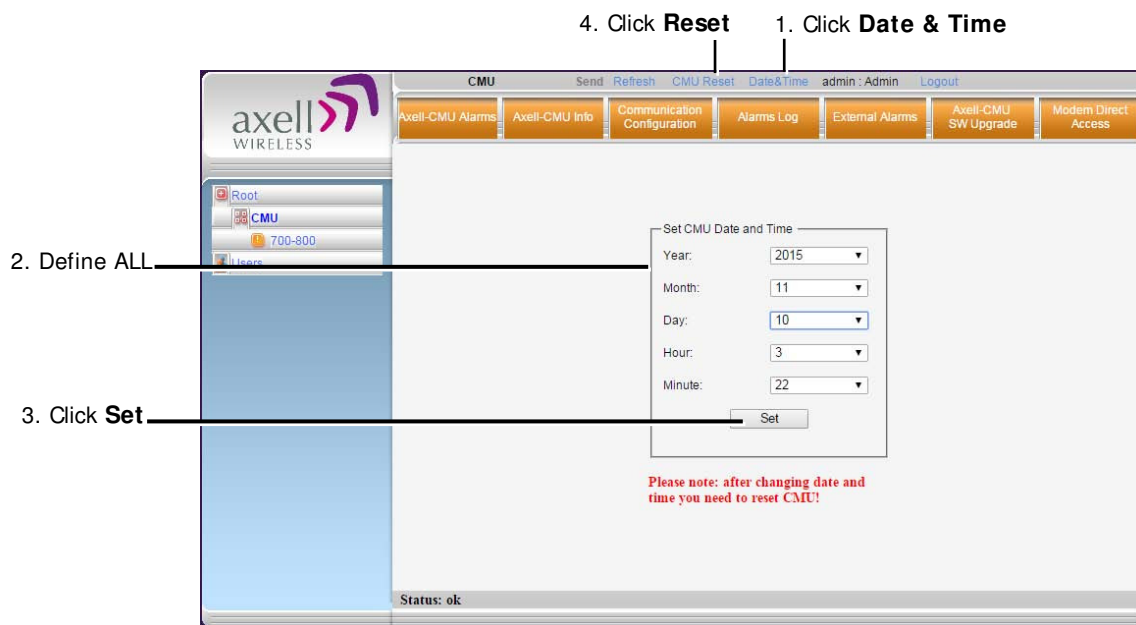 4. Click Reset
1. Click Date & Time
axell
WIRELESS
CMU Send Refresh CMU Reset Date&Time admin : Admin Logout
Axell-CMU Alarms
Axell-CMU Info
Communication
Configuration
Alarms Log
External Alarms
Axell-CMU
SW Upgrade
Modem Direct
Access
Root
CMU
700-800
Users
2. Define ALL
Set CMU Date and Time
Year: 2015
Month: 11
Day: 10
Hour: 3
Minute: 22
3. Click Set
Set
Please note: after changing date and
time you need to reset CMU!
Status: ok